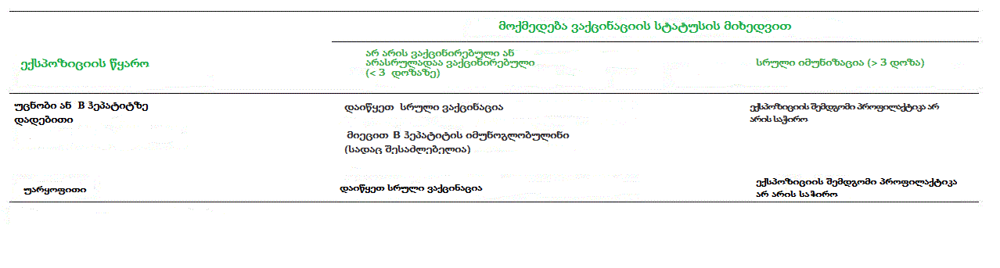 მოქმედება ვაქცინაციის სტატუსის მიხედვით
ექსპოზიციის წყარო
არ არის ვაქცინირებული ან
არასრულადაა ვაქცინირებული
(< 3 დოზაზე)
სრული იმუნიზაცია (> 3 დოზა)
უცნობი ან B ჰეპატიტზე
დადებითი
დაიწყეთ სრული ვაქცინაცია
მიეცით B ჰეპატიტის იმუნოგლობულინი
(სადაც შესაძლებელია)
ექსპოზიციის შემდგომი პროფილაქტიკა არ
არის საჭირო
უარყოფითი
დაიწყეთ სრული ვაქცინაცია
ექსპოზიციის შემდგომი პროფილაქტიკა
არ არის საჭირო